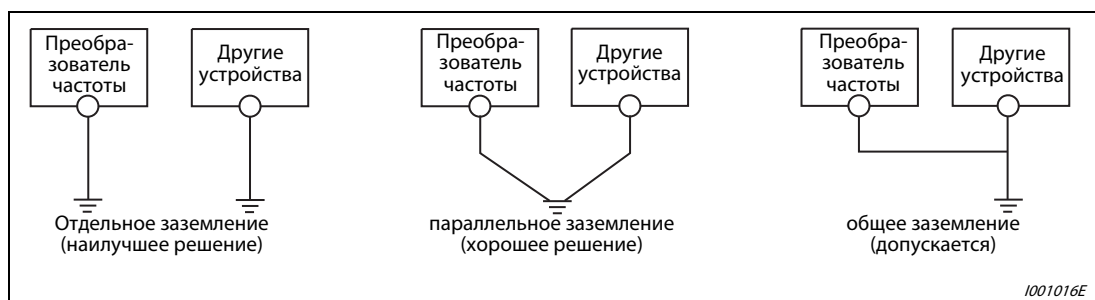 Преобра-
зователь
частоты
Другие
устройства
Отдельное заземление
(наилучшее решение)
Преобра-
зователь
частоты
Другие
устройства
параллельное заземление
(хорошее решение)
Преобра-
зователь
частоты
Другие
устройства
общее заземление
(допускается)
I001016E